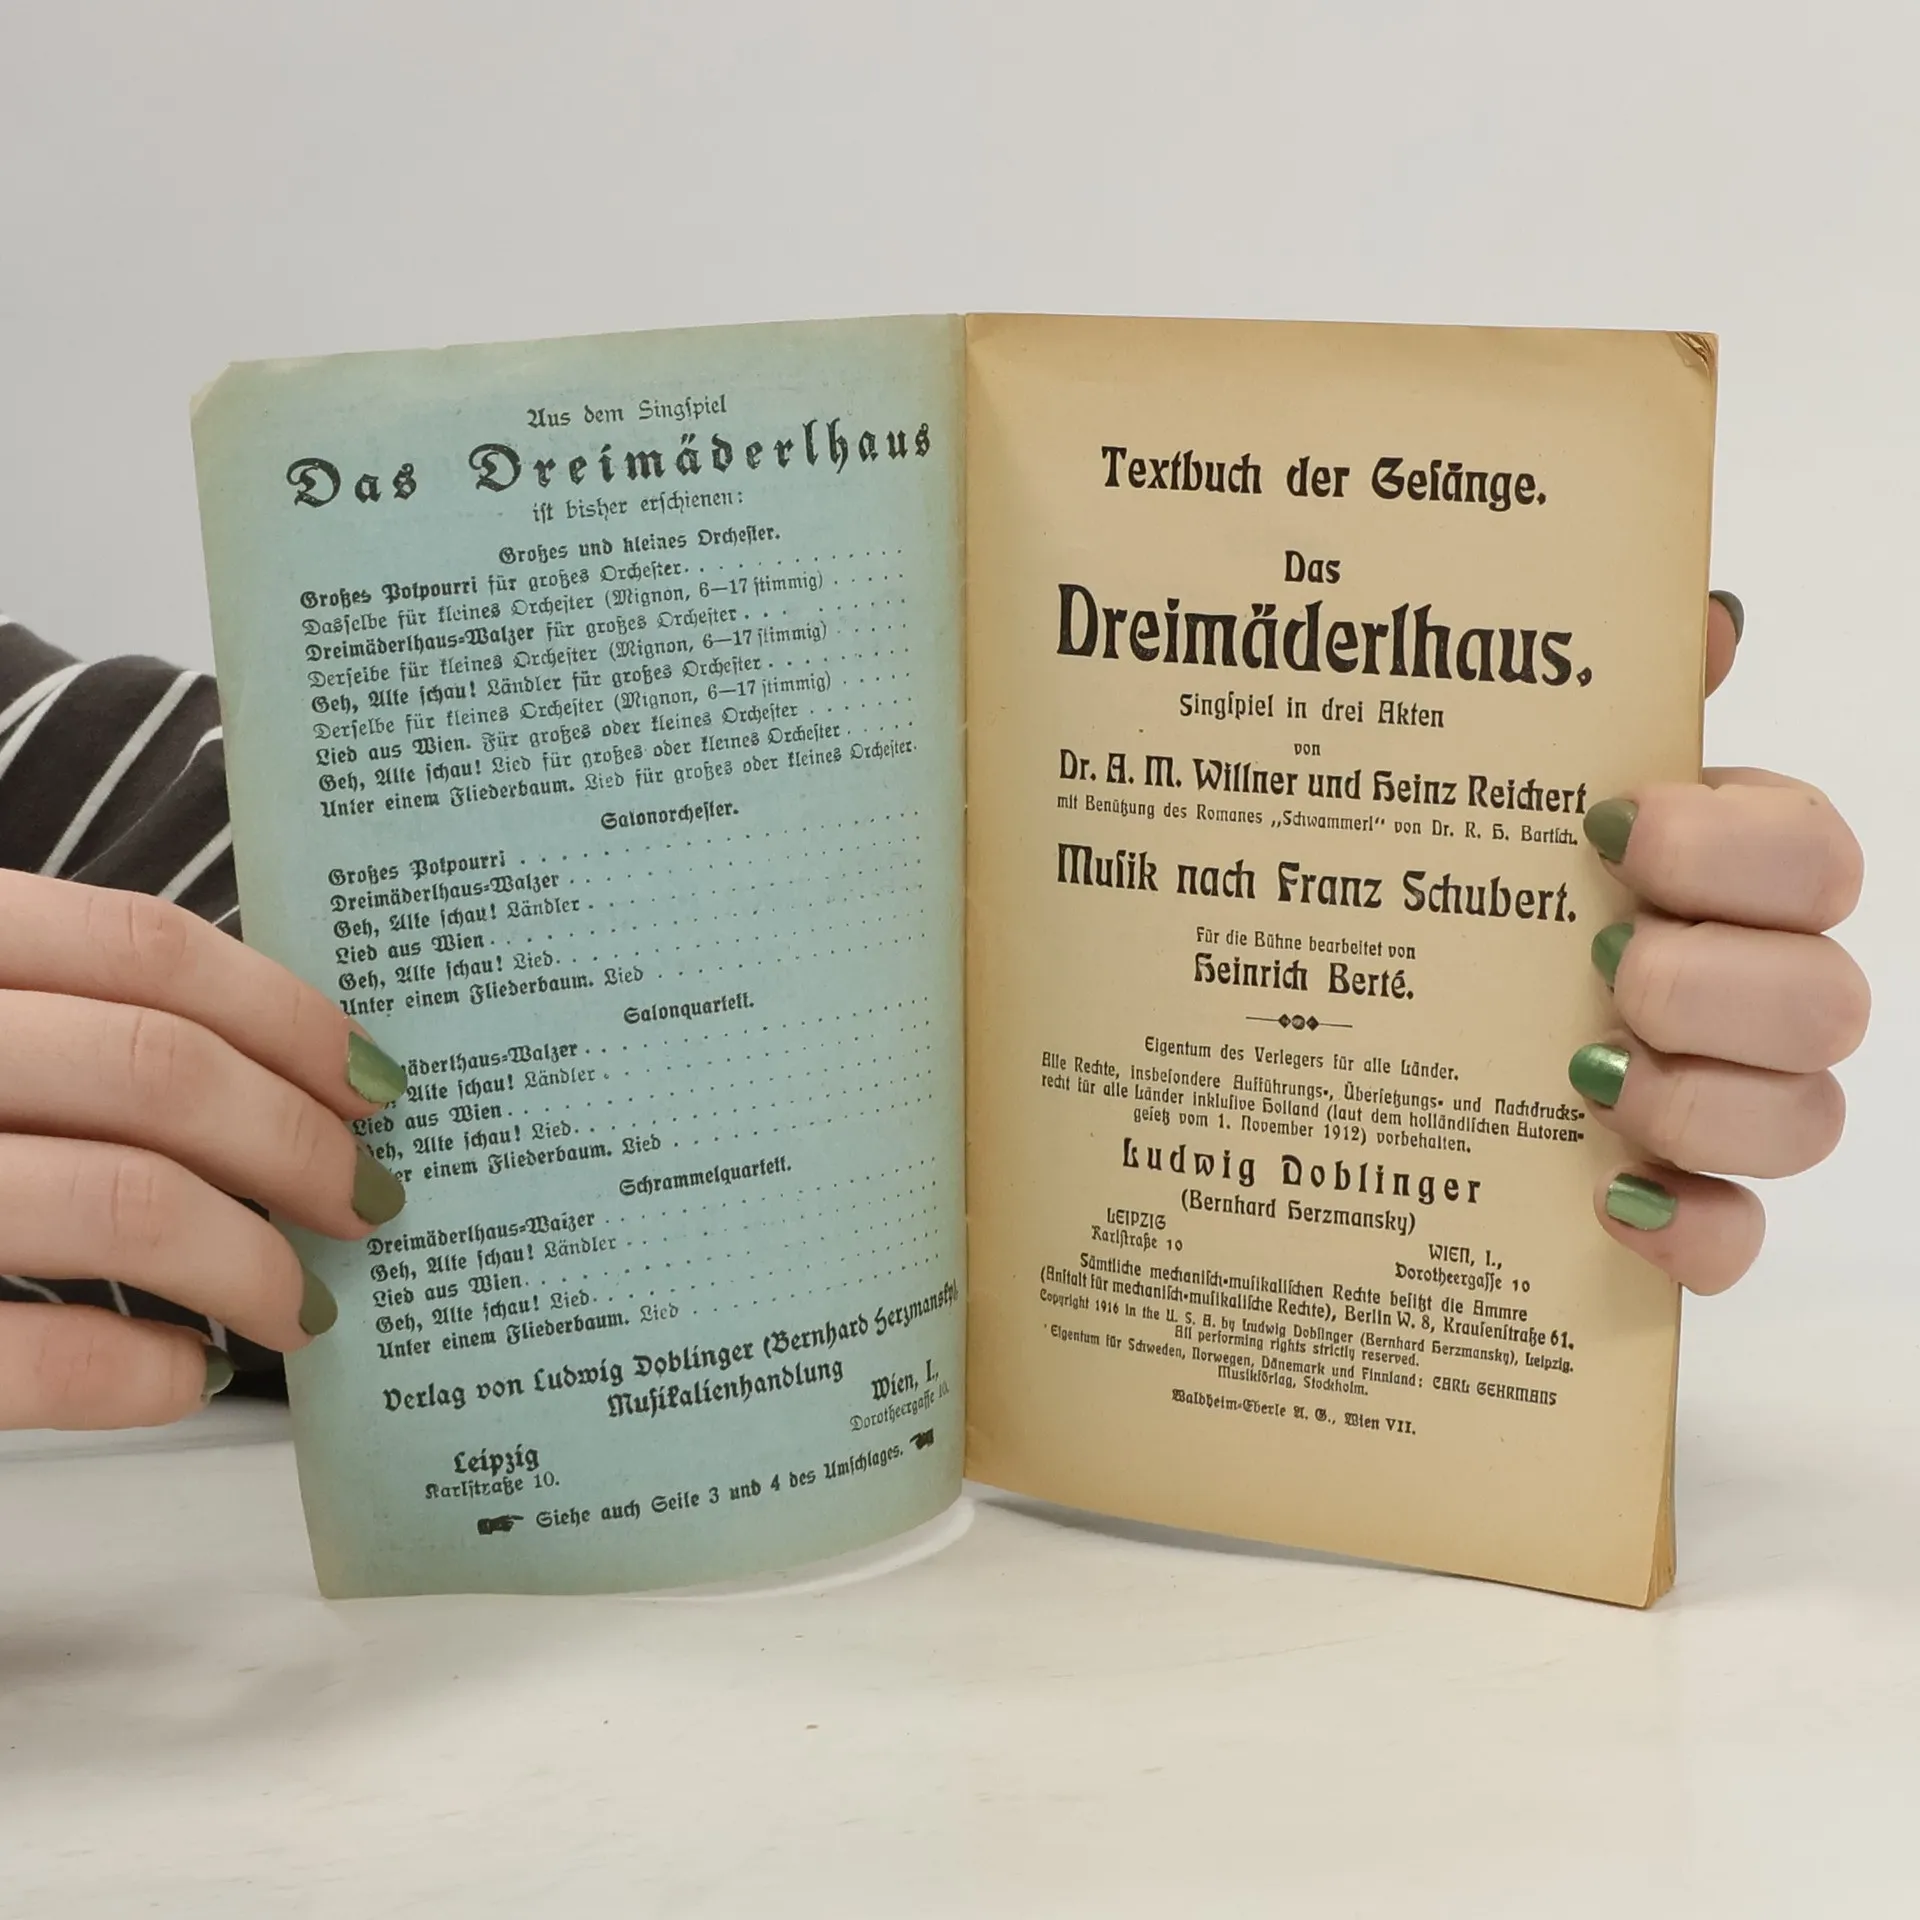 Aus dem Singſpiel
Das Dreimäderlhaus
iſt bisher erſchienen:
Großes und kleines Orcheſter.
Großes Potpourri für großes Orcheſter.
Dasſelbe für kleines Orcheſter (Mignon, 6—17 ſtimmig)
Dreimäderlhaus=Walzer für großes Orcheſter
Derſelbe für kleines Orcheſter (Mignon, 6—17 ſtimmig)
Geh, Alte ſchau! Ländler für großes Orcheſter
Derſelbe für kleines Orcheſter (Mignon, 6—17 ſtimmig)
Lied aus Wien. Für großes oder kleines Orcheſter
Geh, Alte ſchau! Lied für großes oder kleines Orcheſter
Unter einem Fliederbaum. Lied für großes oder kleines Orcheſter.
Salonorcheſter.
Großes Potpourri
Dreimäderlhaus=Walzer
Geh, Alte ſchau! Ländler
Lied aus Wien
Geh, Alte ſchau! Lied
Unter einem Fliederbaum. Lied
Salonquartett.
mäderlhaus=Walzer
Alte ſchau! Ländler
Lied aus Wien
Geh, Alte ſchau! Lied
er einem Fliederbaum. Lied
Schrammelquartett.
Dreimäderlhaus=Walzer
Geh, Alte ſchau! Ländler
Lied aus Wien
Geh, Alte ſchau! Lied
Unter einem Fliederbaum. Lied
Verlag von Ludwig Doblinger (Bernhard Herzmansky),
Muſikalienhandlung
Leipzig
Karlſtraße 10.
Wien, I.,
Dorotheergaſſe 10.
Siehe auch Seite 3 und 4 des Umſchlages.
Textbuch der Geſänge.
Das
Dreimäderlhaus.
Singſpiel in drei Akten
von
Dr. A. M. Willner und Heinz Reichert
mit Benützung des Romanes „Schwammerl“ von Dr. R. H. Bartſch.
Muſik nach Franz Schubert.
Für die Bühne bearbeitet von
Heinrich Berté.
Eigentum des Verlegers für alle Länder.
Alle Rechte, insbeſondere Aufführungs-, Überſetzungs- und Nachdrucks-
recht für alle Länder inkluſive Holland (laut dem holländiſchen Autoren-
geſetz vom 1. November 1912) vorbehalten.
Ludwig Doblinger
(Bernhard Herzmansky)
LEIPZIG
Karlſtraße 10
WIEN, I.,
Dorotheergaſſe 10
Sämtliche mechaniſch-muſikaliſchen Rechte beſitzt die Ammre
(Anſtalt für mechaniſch-muſikaliſche Rechte), Berlin W. 8, Krauſenſtraße 61.
Copyright 1916 in the U. S. A. by Ludwig Doblinger (Bernhard Herzmansky), Leipzig.
All performing rights strictly reserved.
Eigentum für Schweden, Norwegen, Dänemark und Finnland: CARL GEHRMANS
Musikförlag, Stockholm.
Waldheim=Eberle A. G., Wien VII.